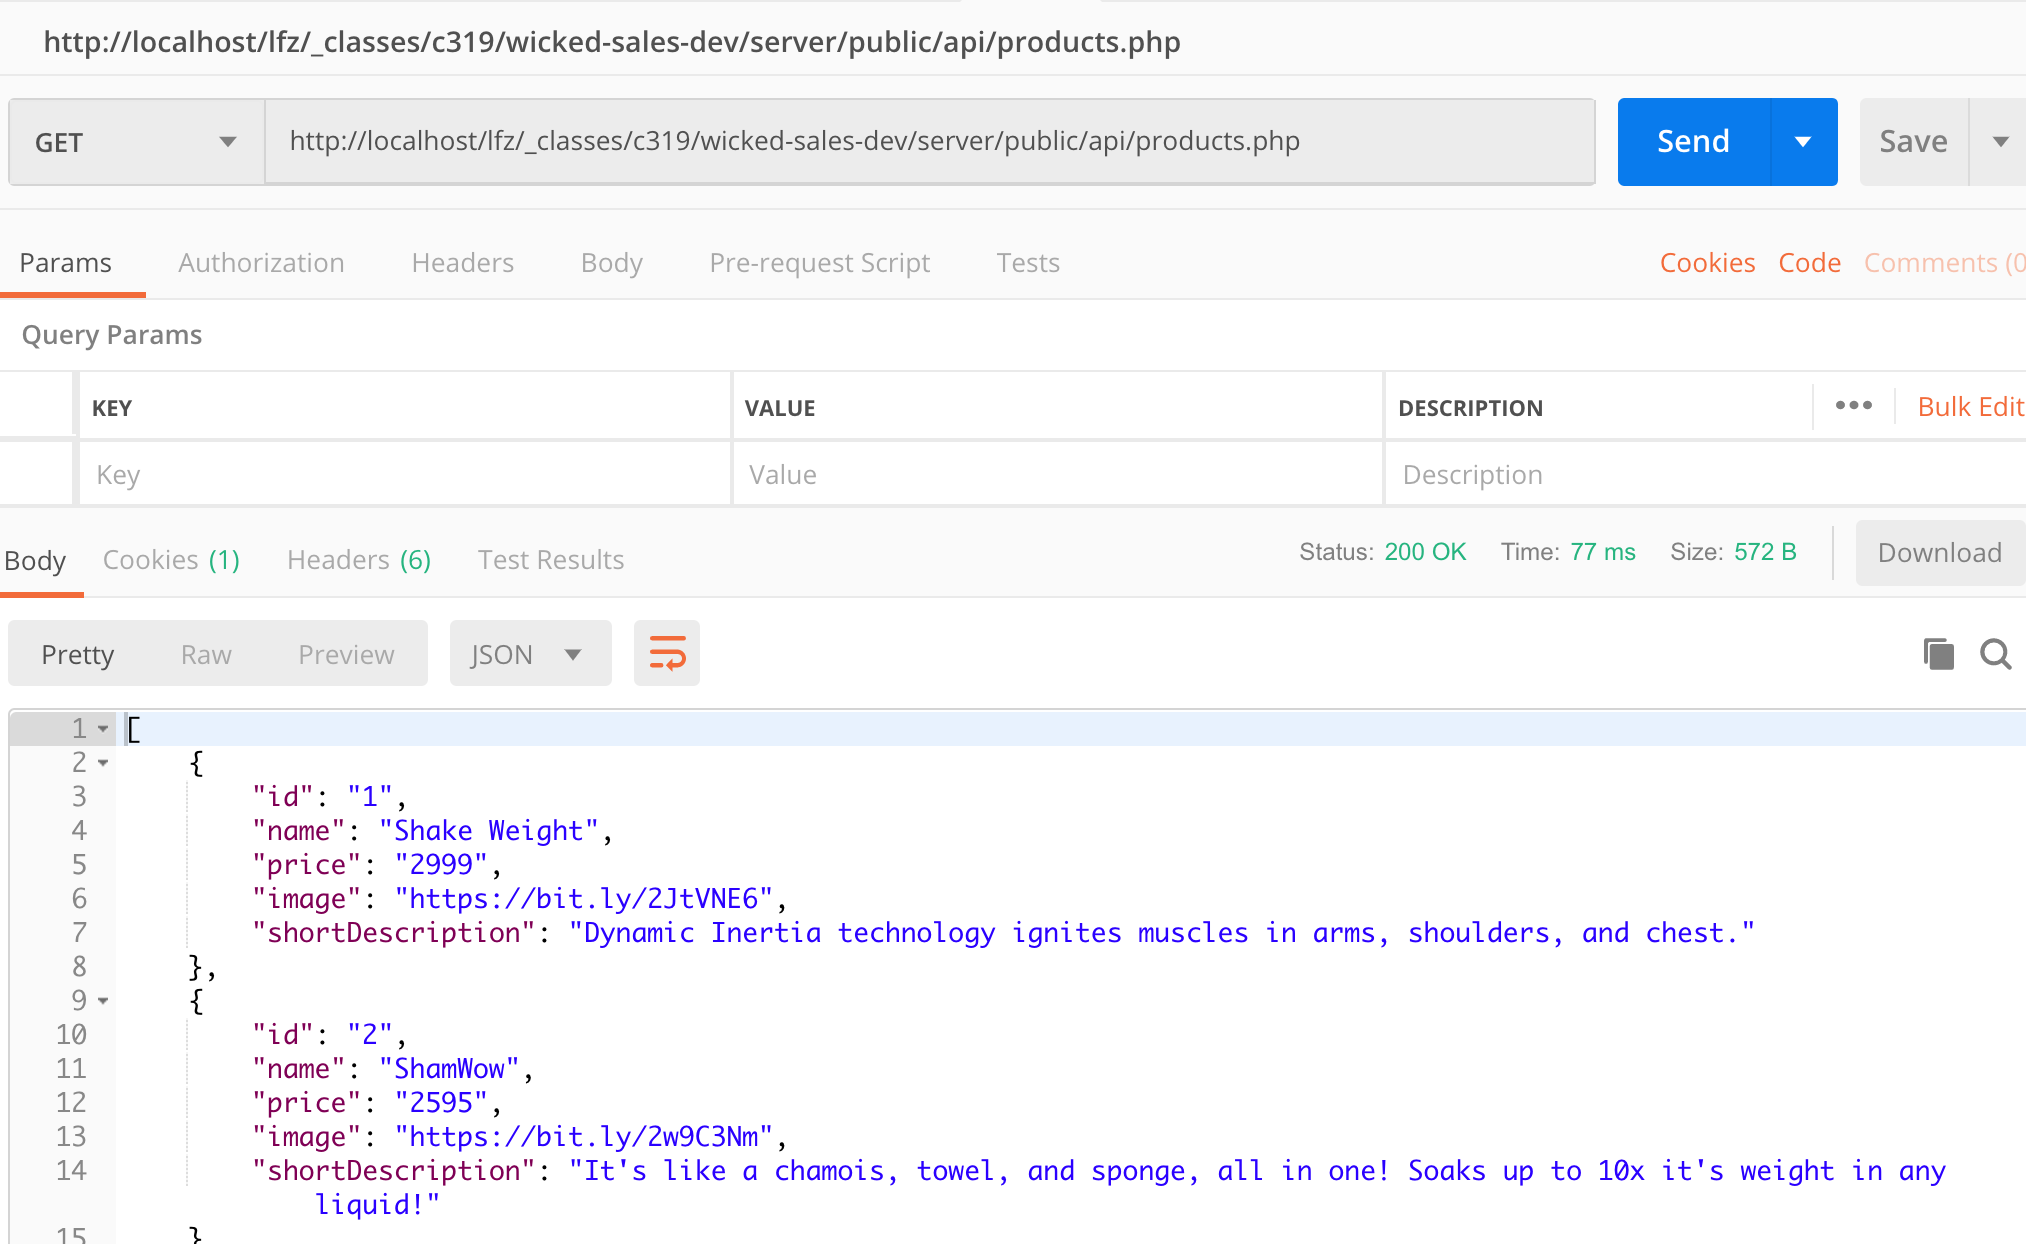 http://localhost/lfz/_classes/c319/wicked-sales-dev/server/public/api/products.php
GET http://localhost/lfz/_classes/c319/wicked-sales-dev/server/public/api/products.php Send Save
Params Authorization Headers Body Pre-request Script Tests Cookies Code Comments (0
Query Params
KEY VALUE DESCRIPTION ••• Bulk Edit
Key Value Description
Body Cookies (1) Headers (6) Test Results Status: 200 OK Time: 77 ms Size: 572 B Download
Pretty Raw Preview JSON
1 [
2 {
3 "id": "1",
4 "name": "Shake Weight",
5 "price": "2999",
6 "image": "https://bit.ly/2JtVNE6",
7 "shortDescription": "Dynamic Inertia technology ignites muscles in arms, shoulders, and chest."
8 },
9 {
10 "id": "2",
11 "name": "ShamWow",
12 "price": "2595",
13 "image": "https://bit.ly/2w9C3Nm",
14 "shortDescription": "It's like a chamois, towel, and sponge, all in one! Soaks up to 10x it's weight in any
liquid!"
15 }